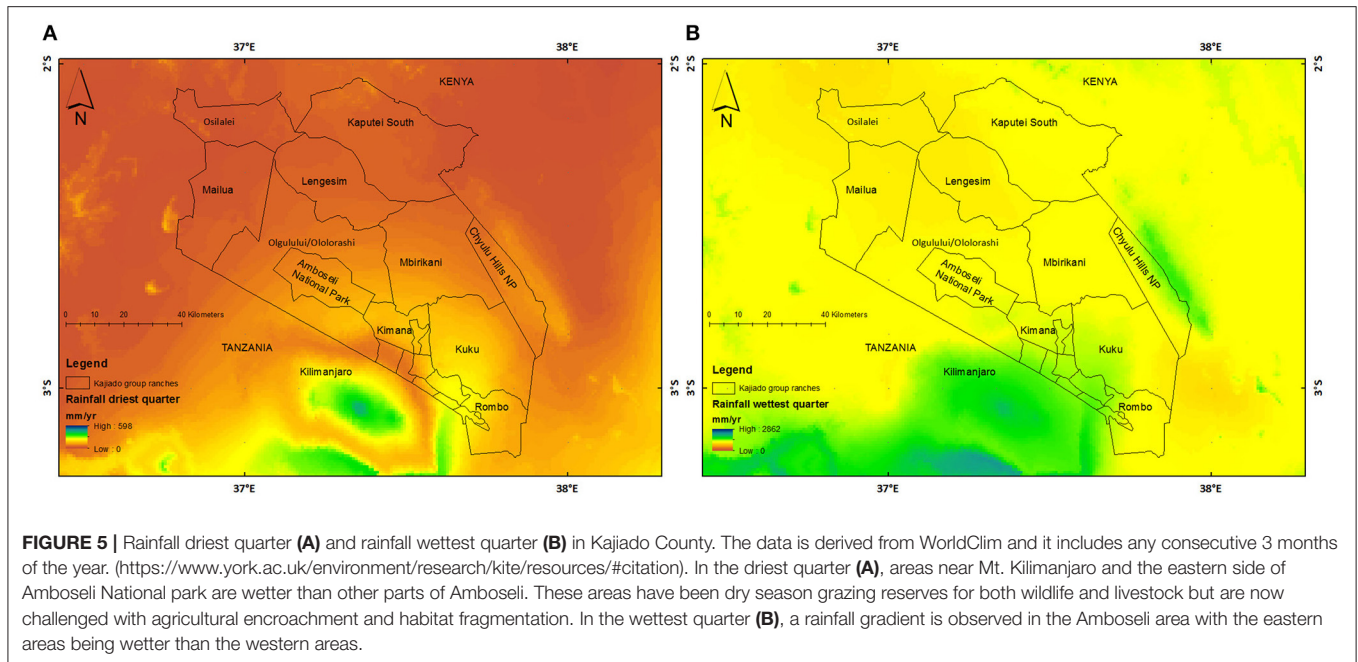 A
37°E
38°E
2°S
KENYA
N
Osilalei
Kaputei South
Mailua
Lengesim
Olgulului/Ololorashi
Chyulu Hills NP
Amboseli
National Park
Mbirikani
0 10 20 40 Kilometers
Kimana
TANZANIA
Kuku
Legend
Kilimanjaro
Kajiado group ranches
3°S
Rainfall driest quarter
Rombo
mm/yr
High : 598
Low : 0
37°E
38°E
B
37°E
38°E
2°S
2°S
KENYA
N
Osilalei
Kaputei South
Mailua
Lengesim
Olgulului/Ololorashi
Chyulu Hills NP
Amboseli
National Park
Mbirikani
0 10 20 40 Kilometers
Kimana
TANZANIA
Kuku
Legend
Kilimanjaro
Kajiado group ranches
3°S
3°S
Rainfall wettest quarter
Rombo
mm/yr
High : 2862
Low : 0
37°E
38°E
FIGURE 5 | Rainfall driest quarter (A) and rainfall wettest quarter (B) in Kajiado County. The data is derived from WorldClim and it includes any consecutive 3 months
of the year. (https://www.york.ac.uk/environment/research/kite/resources/#citation). In the driest quarter (A), areas near Mt. Kilimanjaro and the eastern side of
Amboseli National park are wetter than other parts of Amboseli. These areas have been dry season grazing reserves for both wildlife and livestock but are now
challenged with agricultural encroachment and habitat fragmentation. In the wettest quarter (B), a rainfall gradient is observed in the Amboseli area with the eastern
areas being wetter than the western areas.